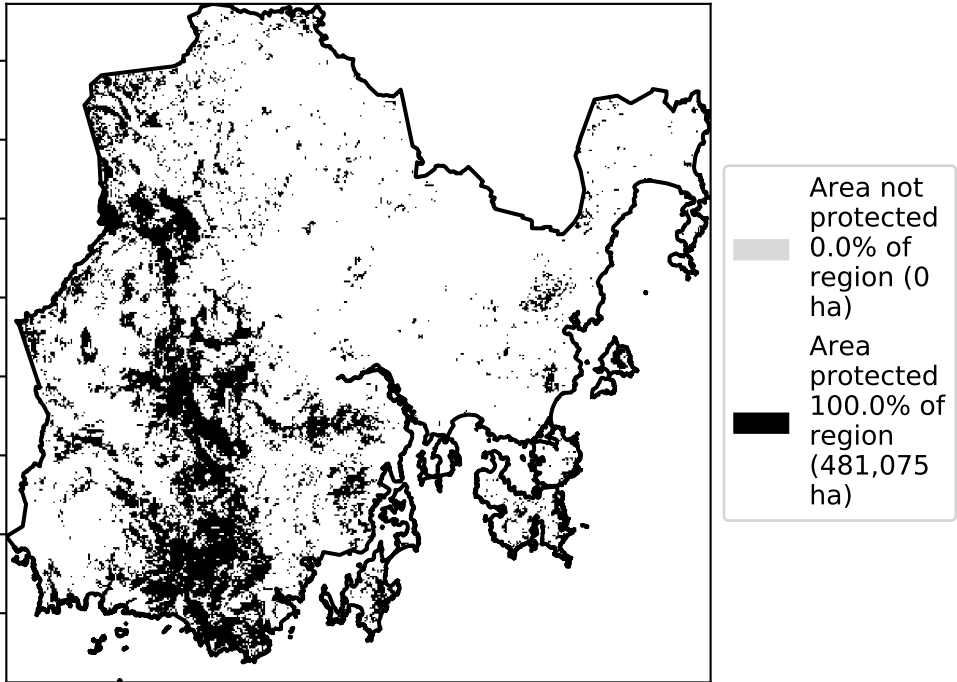 Area not
protected
0.0% of
region (0
ha)
Area
protected
100.0% of
region
(481,075
ha)